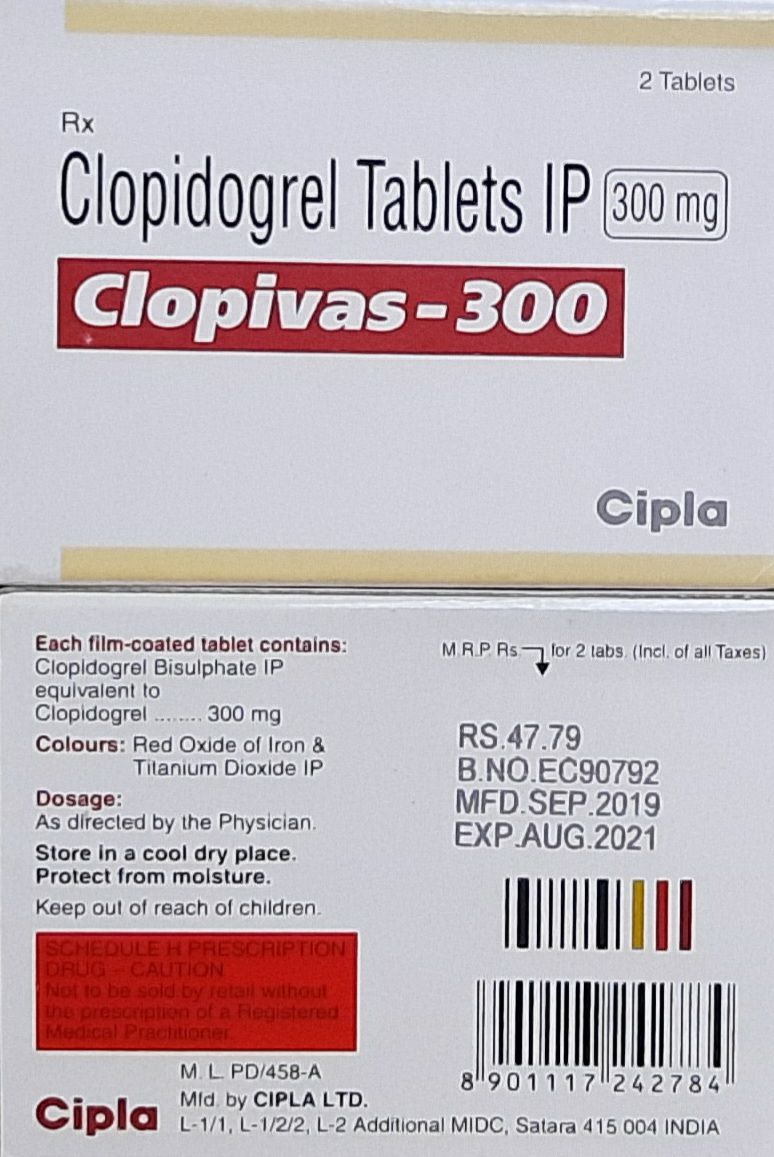 2 Tablets
Rx
Clopidogrel Tablets IP 300 mg
Clopivas-300
Cipla
Each film-coated tablet contains:
Clopidogrel Bisulphate IP
equivalent to
Clopidogrel ........ 300 mg
Colours: Red Oxide of Iron &
Titanium Dioxide IP
Dosage:
As directed by the Physician.
Store in a cool dry place.
Protect from moisture.
Keep out of reach of children.
SCHEDULE H PRESCRIPTION
DRUG – CAUTION
Not to be sold by retail without
the prescription of a Registered
Medical Practitioner
M.R.P. Rs. for 2 tabs. (Incl. of all Taxes)
RS.47.79
B.NO.EC90792
MFD.SEP.2019
EXP.AUG.2021
8 901117 242784
M. L. PD/458-A
Mfd. by CIPLA LTD.
Cipla
L-1/1, L-1/2/2, L-2 Additional MIDC, Satara 415 004 INDIA